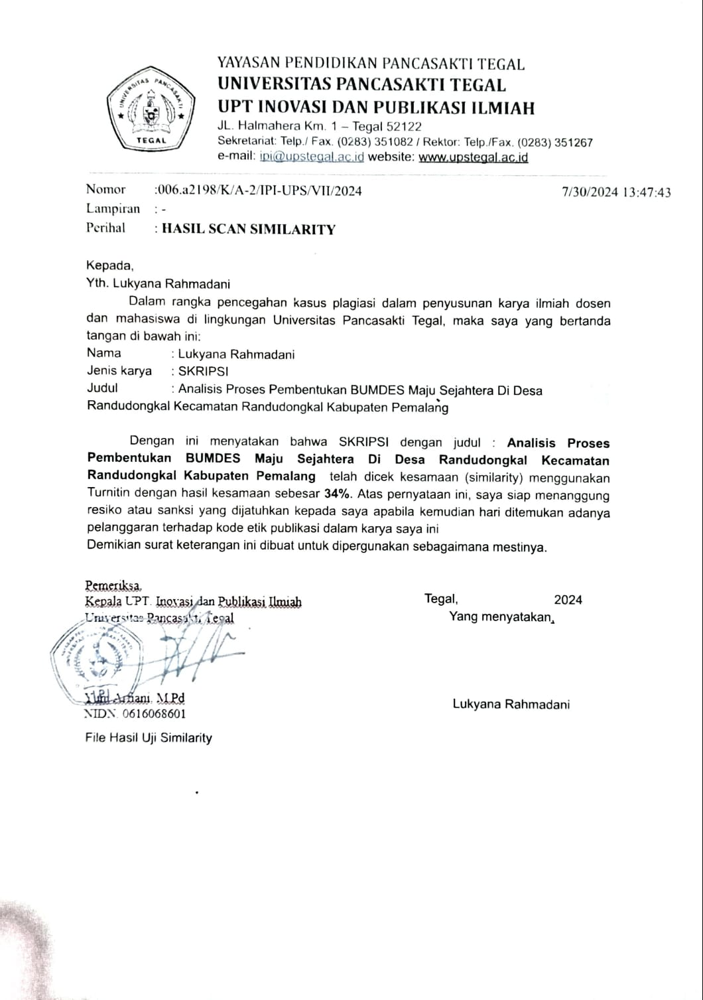 YAYASAN PENDIDIKAN PANCASAKTI TEGAL
UNIVERSITAS PANCASAKTI TEGAL
UPT INOVASI DAN PUBLIKASI ILMIAH
JL. Halmahera Km. 1 – Tegal 52122
Sekretariat: Telp./ Fax. (0283) 351082 / Rektor: Telp./Fax. (0283) 351267
e-mail: ipi@upstegal.ac.id website: www.upstegal.ac.id
UNIVERSITAS PANCASAKTI
TEGAL
Nomor :006.a2198/K/A-2/IPI-UPS/VII/2024 7/30/2024 13:47:43
Lampiran : -
Perihal : HASIL SCAN SIMILARITY
Kepada,
Yth. Lukyana Rahmadani
Dalam rangka pencegahan kasus plagiasi dalam penyusunan karya ilmiah dosen
dan mahasiswa di lingkungan Universitas Pancasakti Tegal, maka saya yang bertanda
tangan di bawah ini:
Nama : Lukyana Rahmadani
Jenis karya : SKRIPSI
Judul : Analisis Proses Pembentukan BUMDES Maju Sejahtera Di Desa
Randudongkal Kecamatan Randudongkal Kabupaten Pemalang
Dengan ini menyatakan bahwa SKRIPSI dengan judul : Analisis Proses
Pembentukan BUMDES Maju Sejahtera Di Desa Randudongkal Kecamatan
Randudongkal Kabupaten Pemalang telah dicek kesamaan (similarity) menggunakan
Turnitin dengan hasil kesamaan sebesar 34%. Atas pernyataan ini, saya siap menanggung
resiko atau sanksi yang dijatuhkan kepada saya apabila kemudian hari ditemukan adanya
pelanggaran terhadap kode etik publikasi dalam karya saya ini
Demikian surat keterangan ini dibuat untuk dipergunakan sebagaimana mestinya.
Pemeriksa,
Kepala UPT. Inovasi dan Publikasi Ilmiah
Universitas Pancasakti Tegal
Tegal, 2024
Yang menyatakan,
M.Pd
NIDN. 0616068601
Lukyana Rahmadani
File Hasil Uji Similarity